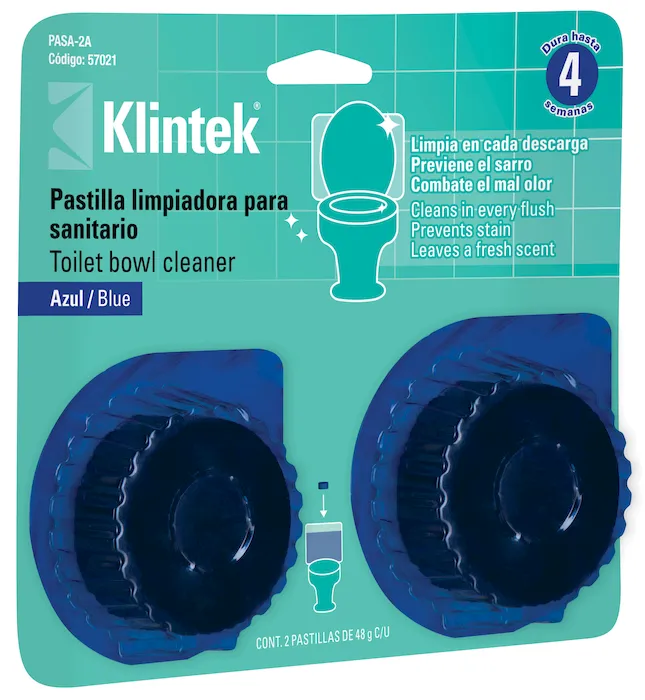 PASA-2A
Código: 57021
Klintek®
Dura hasta
4
semanas
Limpia en cada descarga
Previene el sarro
Combate el mal olor
Cleans in every flush
Prevents stain
Leaves a fresh scent
Pastilla limpiadora para
sanitario
Toilet bowl cleaner
Azul / Blue
CONT. 2 PASTILLAS DE 48 g C/U